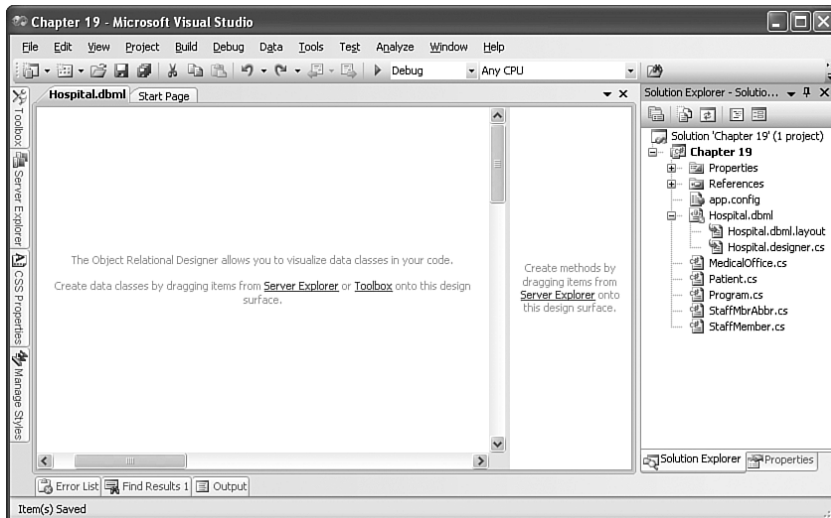 Chapter 19 - Microsoft Visual Studio
File Edit View Project Build Debug Data Tools Test Analyze Window Help
Debug Any CPU
Hospital.dbml Start Page
Toolbox
Server Explorer
CSS Properties
Manage Styles
The Object Relational Designer allows you to visualize data classes in your code.
Create data classes by dragging items from Server Explorer or Toolbox onto this design
surface.
Create methods by
dragging items from
Server Explorer onto
this design surface.
Solution Explorer - Solutio...
Solution 'Chapter 19' (1 project)
Chapter 19
Properties
References
app.config
Hospital.dbml
Hospital.dbml.layout
Hospital.designer.cs
MedicalOffice.cs
Patient.cs
Program.cs
StaffMbrAbbr.cs
StaffMember.cs
Solution Explorer Properties
Error List Find Results 1 Output
Item(s) Saved